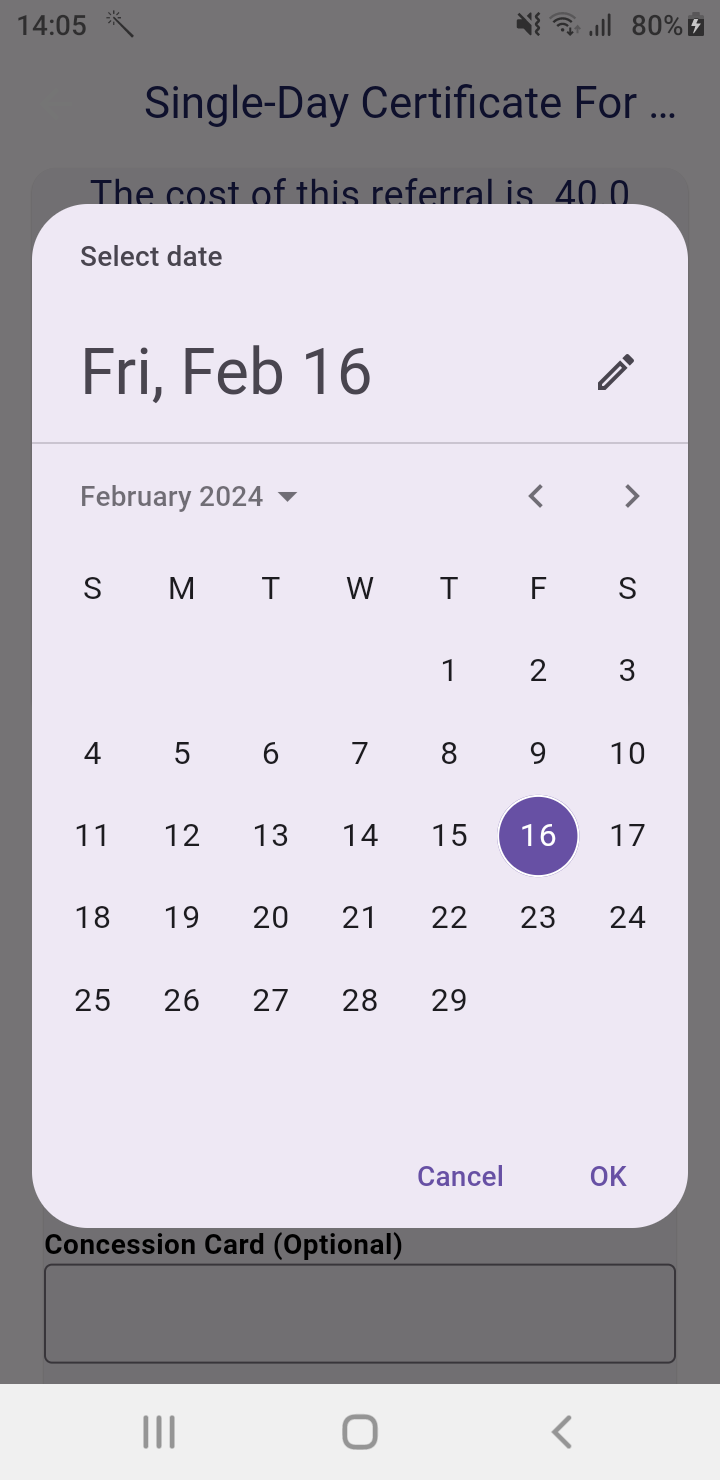 14:05 80%
Single-Day Certificate For ...
The cost of this referral is 40.0
Select date
Fri, Feb 16
February 2024
S M T W T F S
1 2 3
4 5 6 7 8 9 10
11 12 13 14 15 16 17
18 19 20 21 22 23 24
25 26 27 28 29
Cancel OK
Concession Card (Optional)